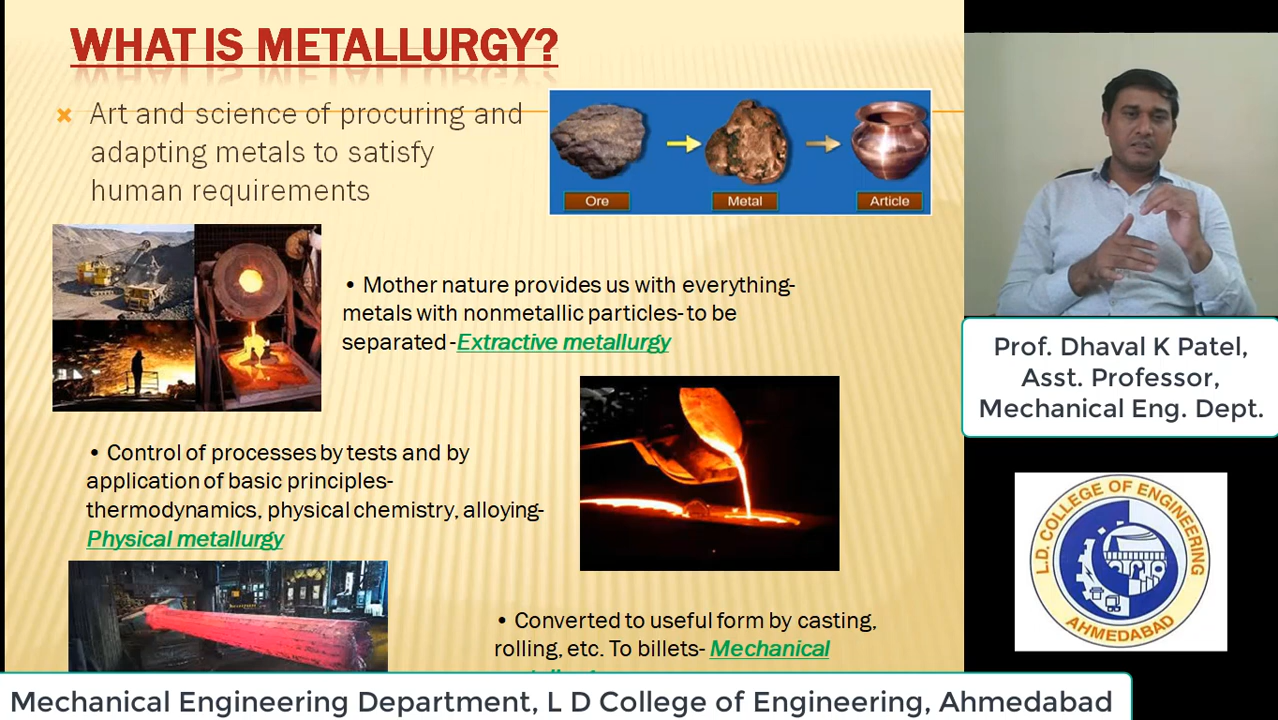 WHAT IS METALLURGY?
Art and science of procuring and
adapting metals to satisfy
human requirements
Ore
Metal
Article
• Mother nature provides us with everything-
metals with nonmetallic particles- to be
separated -Extractive metallurgy
• Control of processes by tests and by
application of basic principles-
thermodynamics, physical chemistry, alloying-
Physical metallurgy
• Converted to useful form by casting,
rolling, etc. To billets- Mechanical
Prof. Dhaval K Patel,
Asst. Professor,
Mechanical Eng. Dept.
L.D. COLLEGE OF ENGINEERING
AHMEDABAD
Mechanical Engineering Department, L D College of Engineering, Ahmedabad